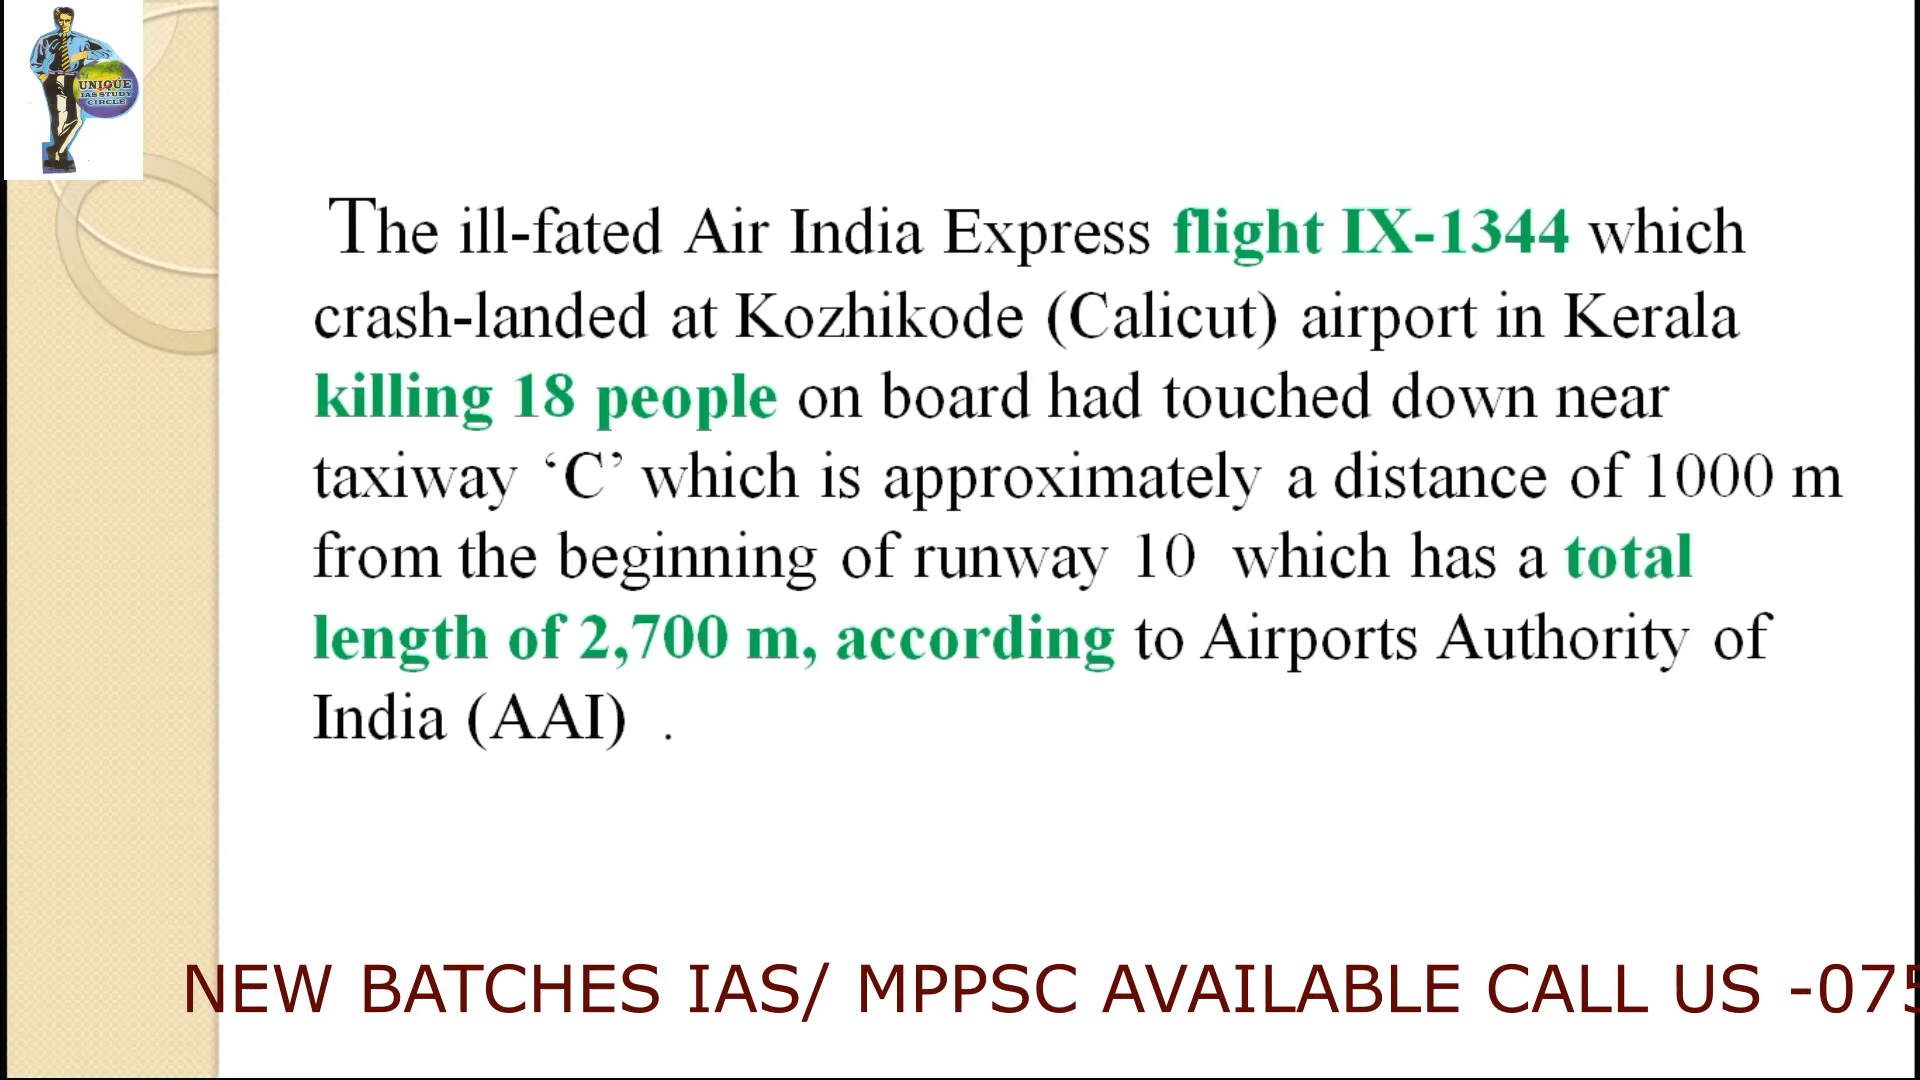 UNIQUE
IAS STUDY
CIRCLE
The ill-fated Air India Express flight IX-1344 which
crash-landed at Kozhikode (Calicut) airport in Kerala
killing 18 people on board had touched down near
taxiway ‘C’ which is approximately a distance of 1000 m
from the beginning of runway 10 which has a total
length of 2,700 m, according to Airports Authority of
India (AAI) .
NEW BATCHES IAS/ MPPSC AVAILABLE CALL US -075